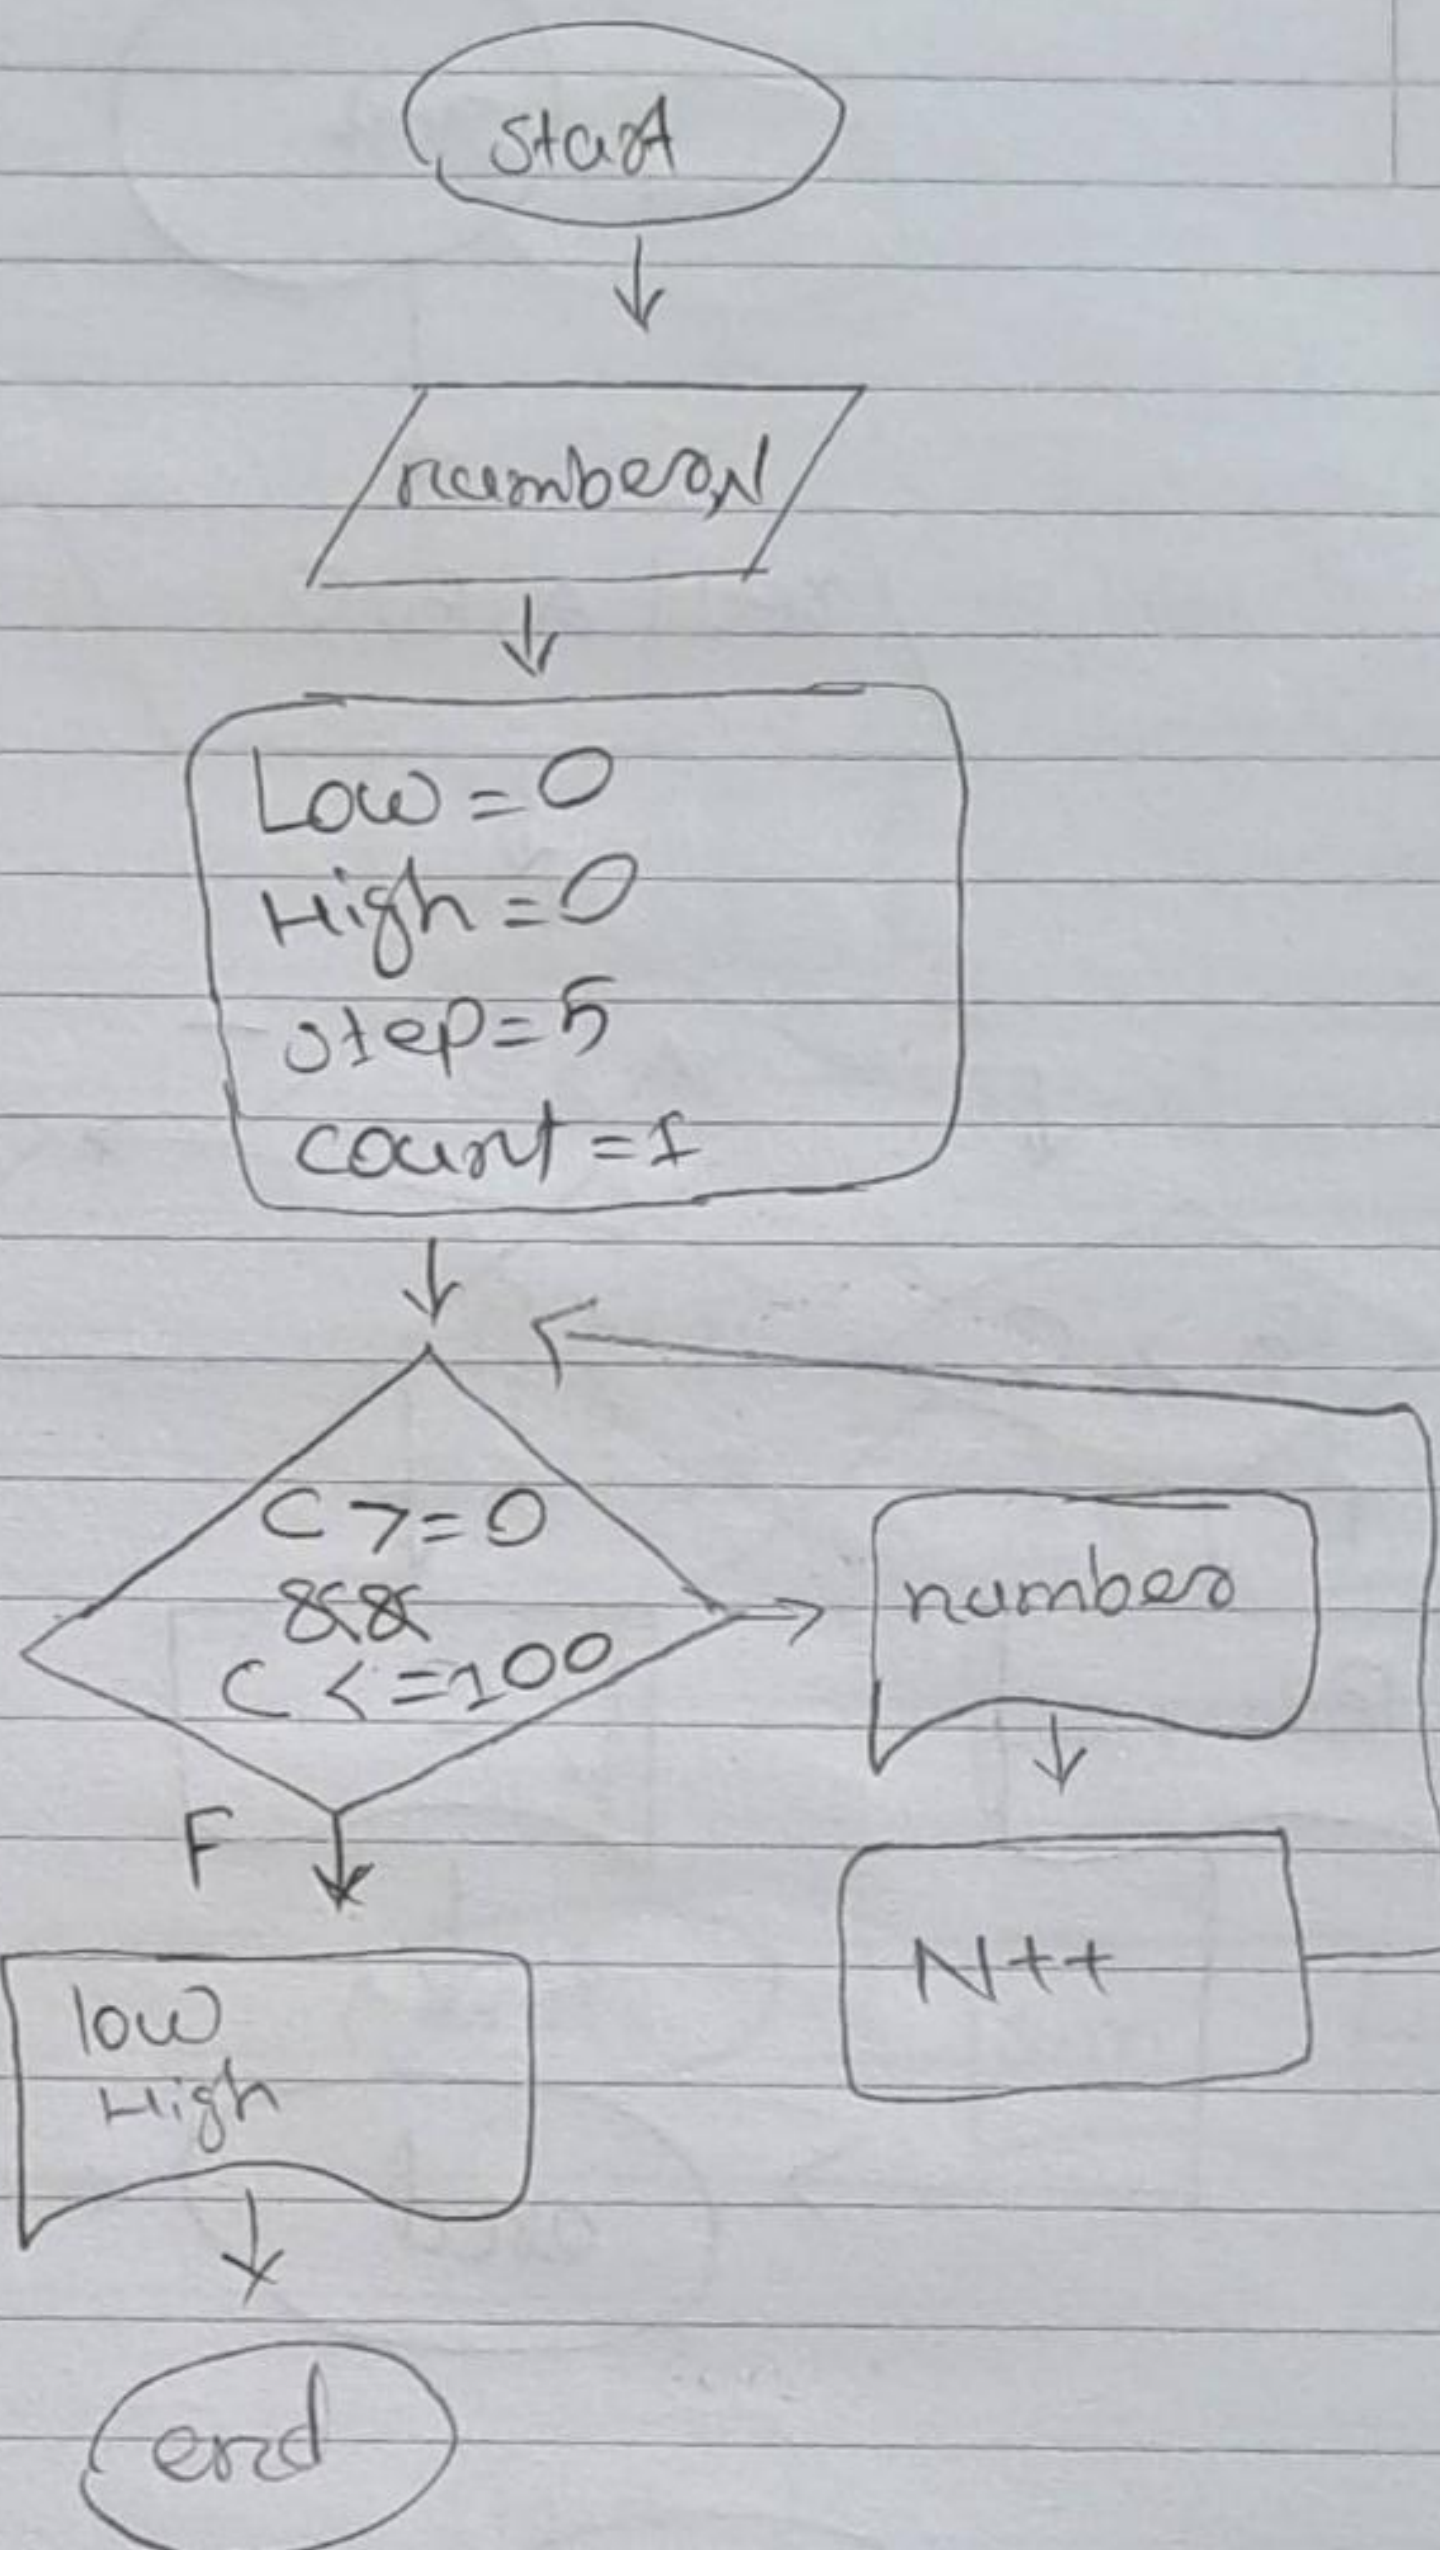 start
number,N
Low = 0
High = 0
step = 5
count = 1
C >= 0
&&
C <= 100
number
F
N++
low
High
end